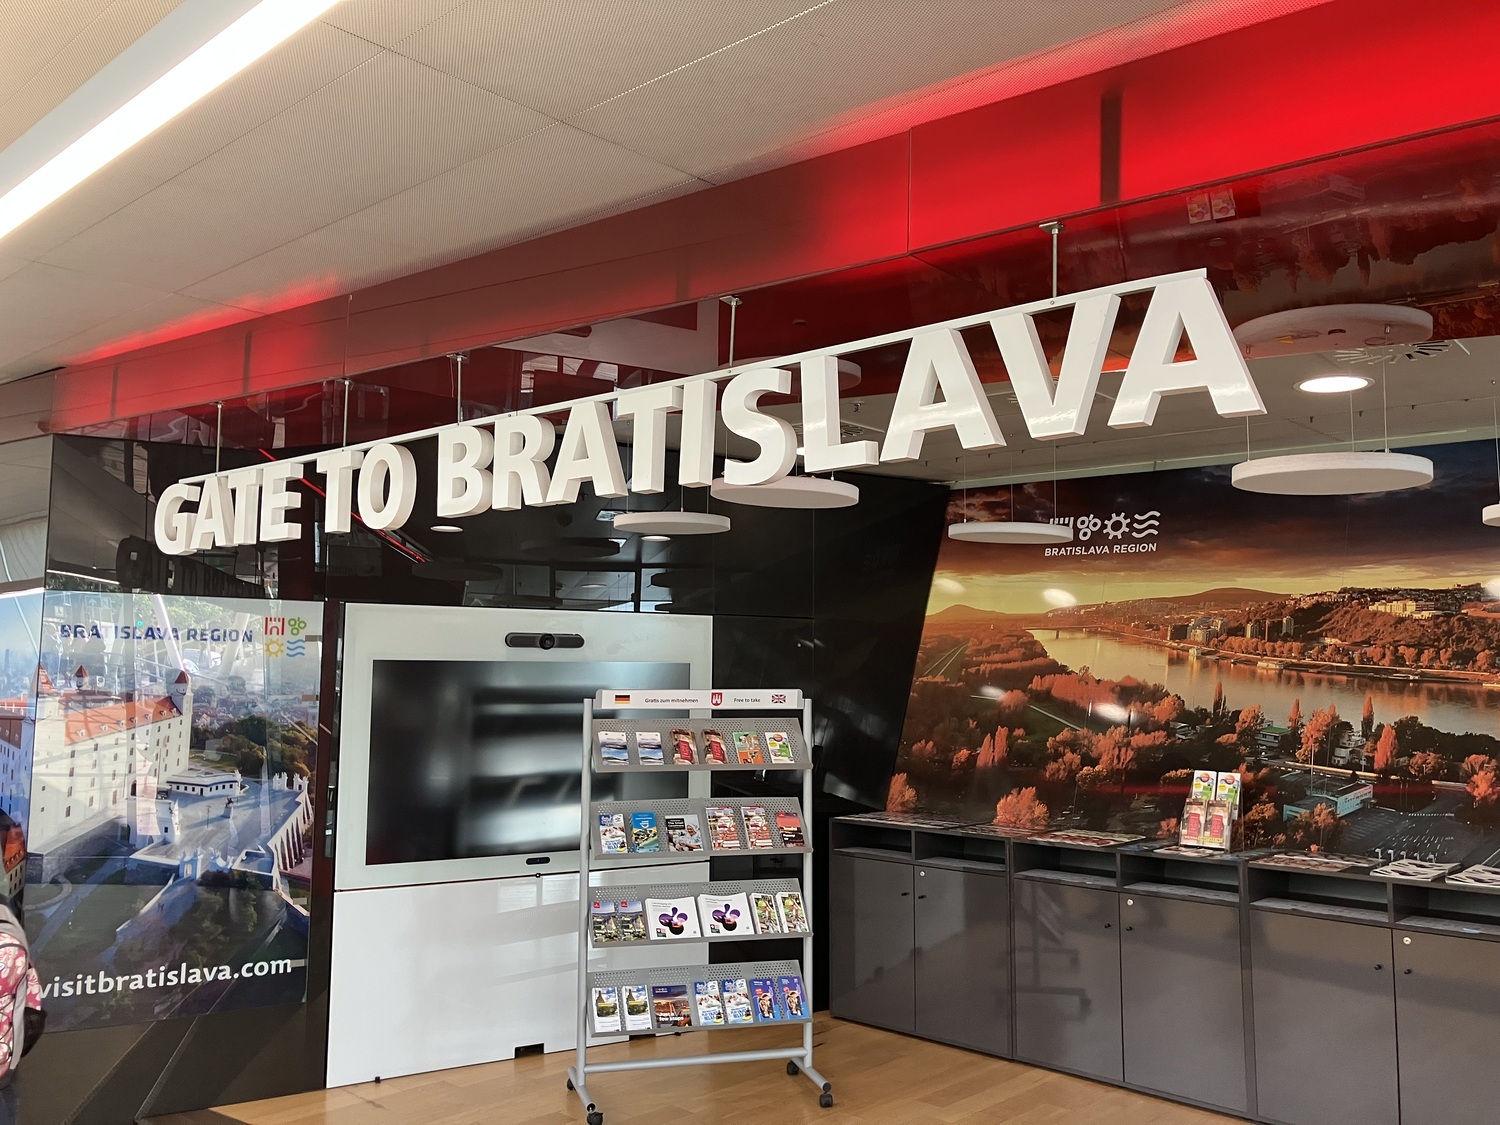 GATE TO BRATISLAVA
BRATISLAVA REGION
BRATISLAVA REGION
Gratis zum mitnehmen
Free to take
visitbratislava.com